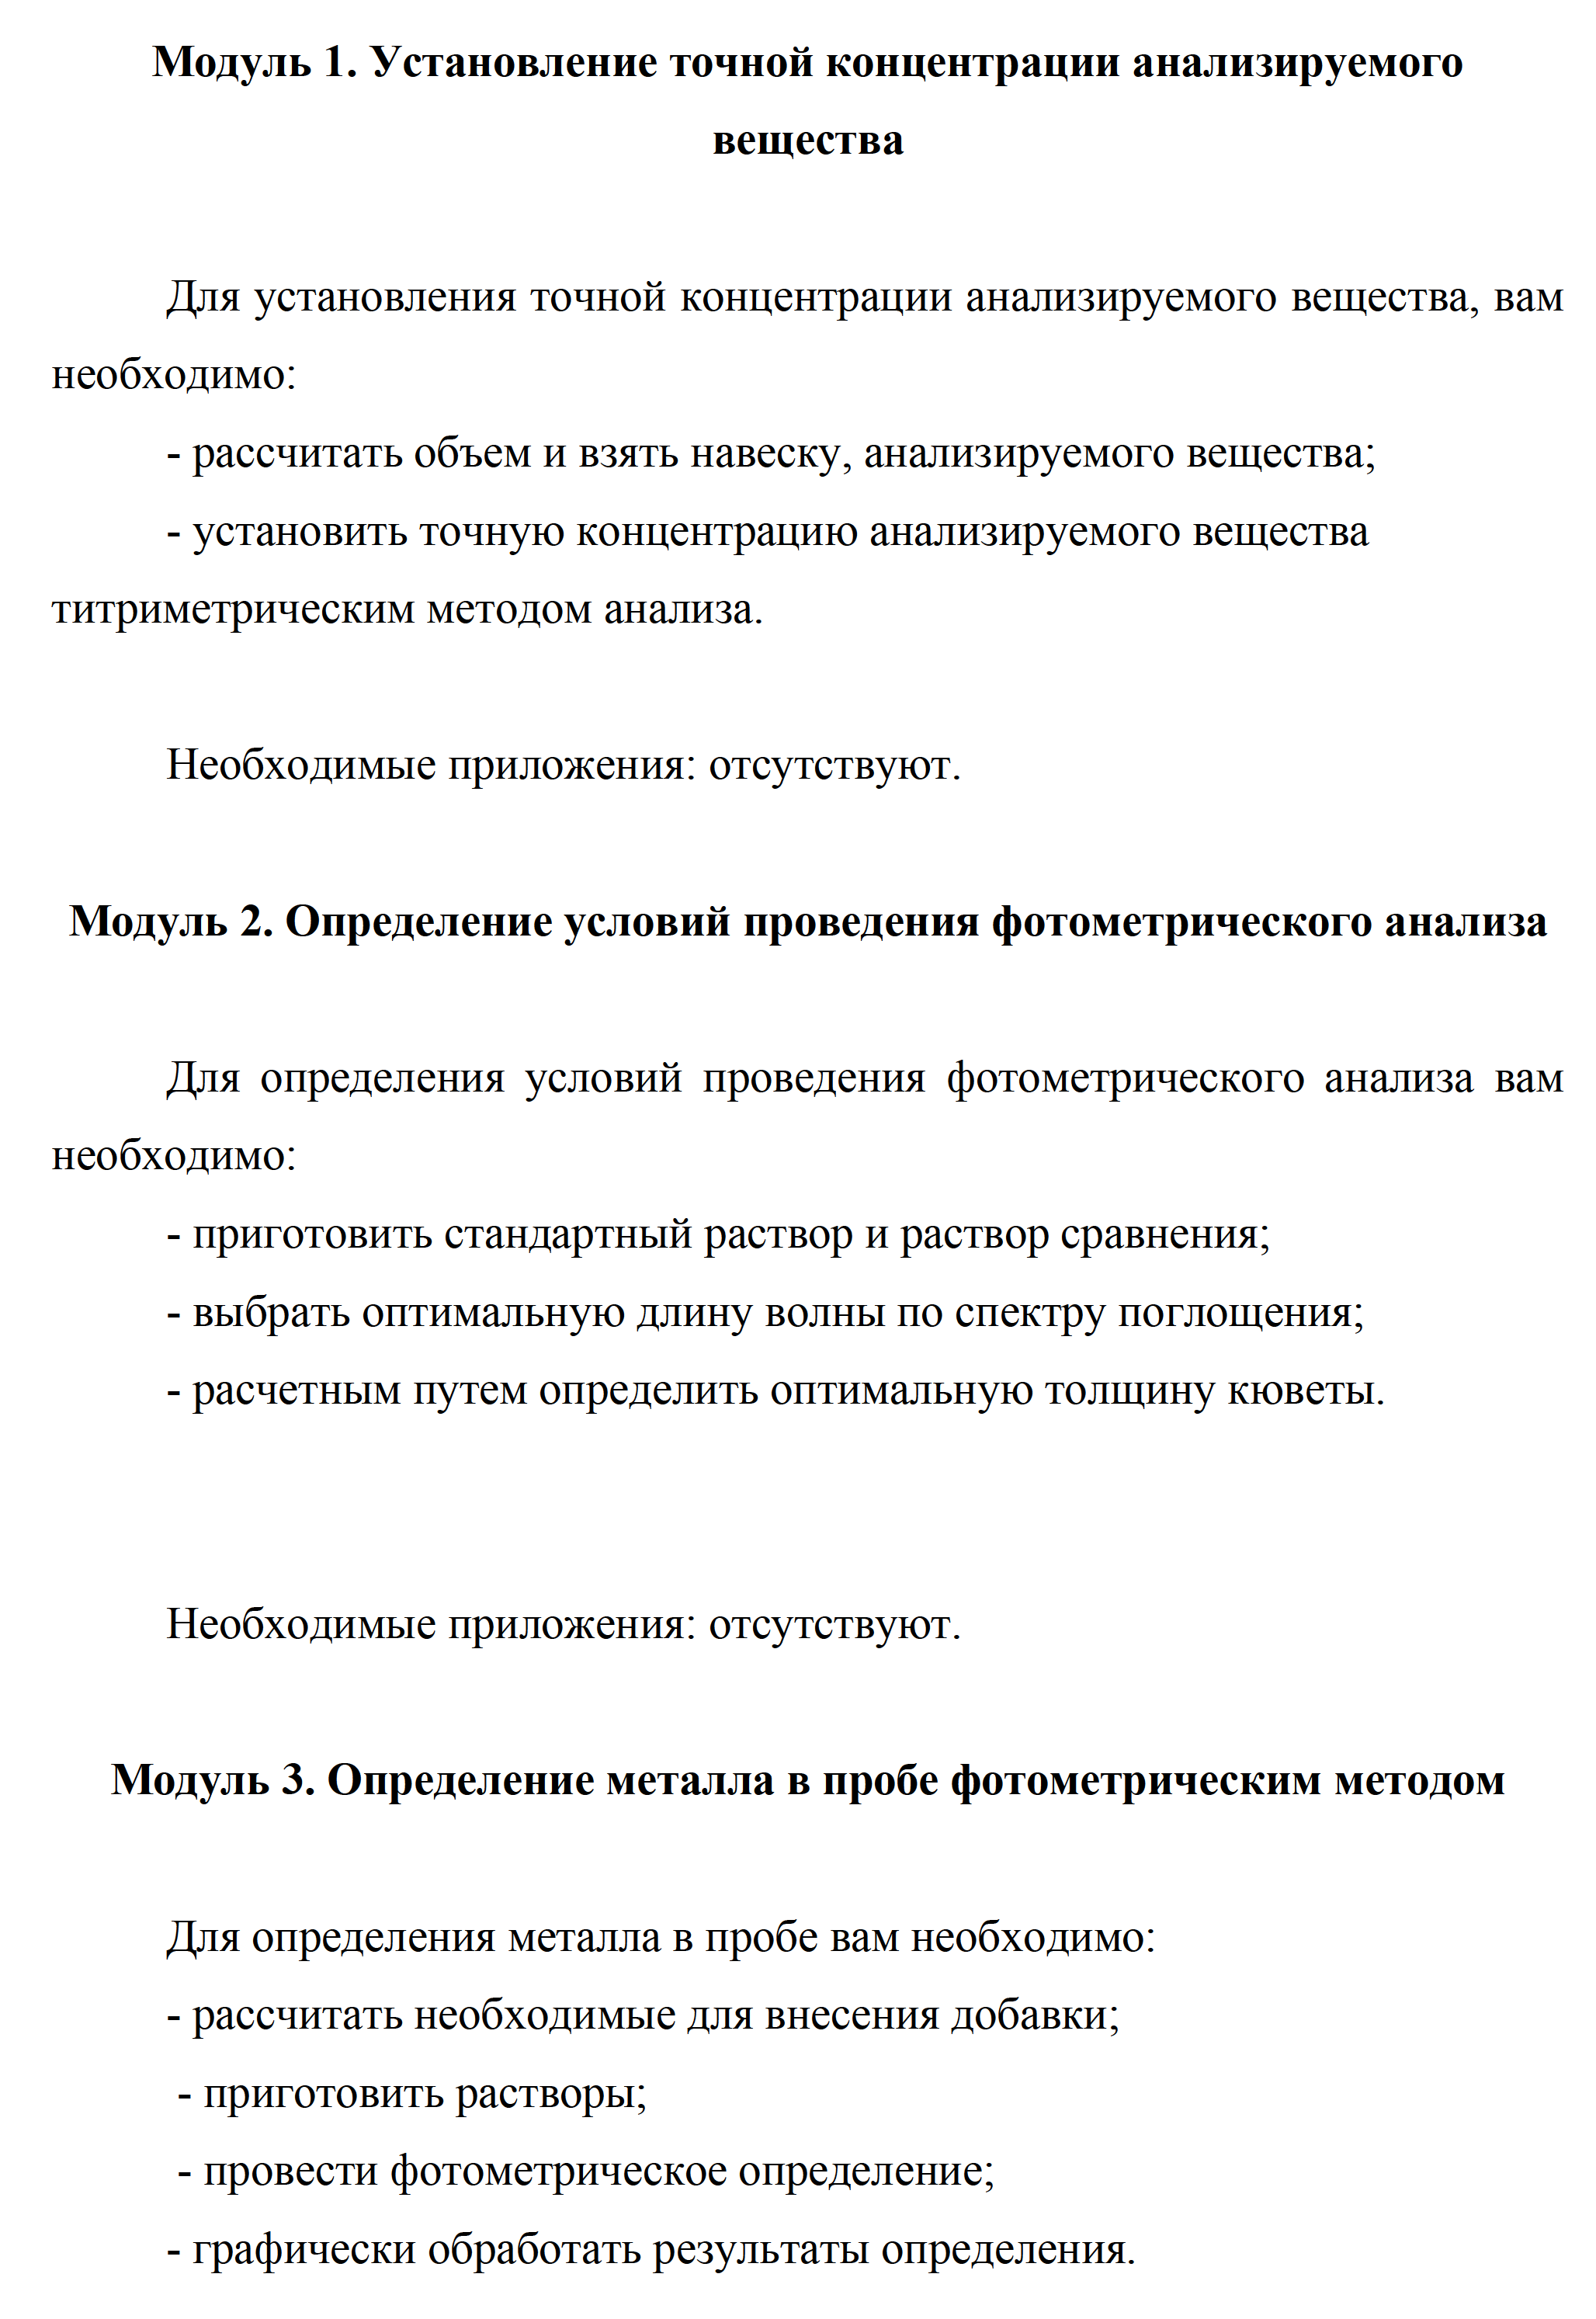 Модуль 1. Установление точной концентрации анализируемого
вещества
Для установления точной концентрации анализируемого вещества, вам
необходимо:
- рассчитать объем и взять навеску, анализируемого вещества;
- установить точную концентрацию анализируемого вещества
титриметрическим методом анализа.
Необходимые приложения: отсутствуют.
Модуль 2. Определение условий проведения фотометрического анализа
Для определения условий проведения фотометрического анализа вам
необходимо:
- приготовить стандартный раствор и раствор сравнения;
- выбрать оптимальную длину волны по спектру поглощения;
- расчетным путем определить оптимальную толщину кюветы.
Необходимые приложения: отсутствуют.
Модуль 3. Определение металла в пробе фотометрическим методом
Для определения металла в пробе вам необходимо:
- рассчитать необходимые для внесения добавки;
- приготовить растворы;
- провести фотометрическое определение;
- графически обработать результаты определения.